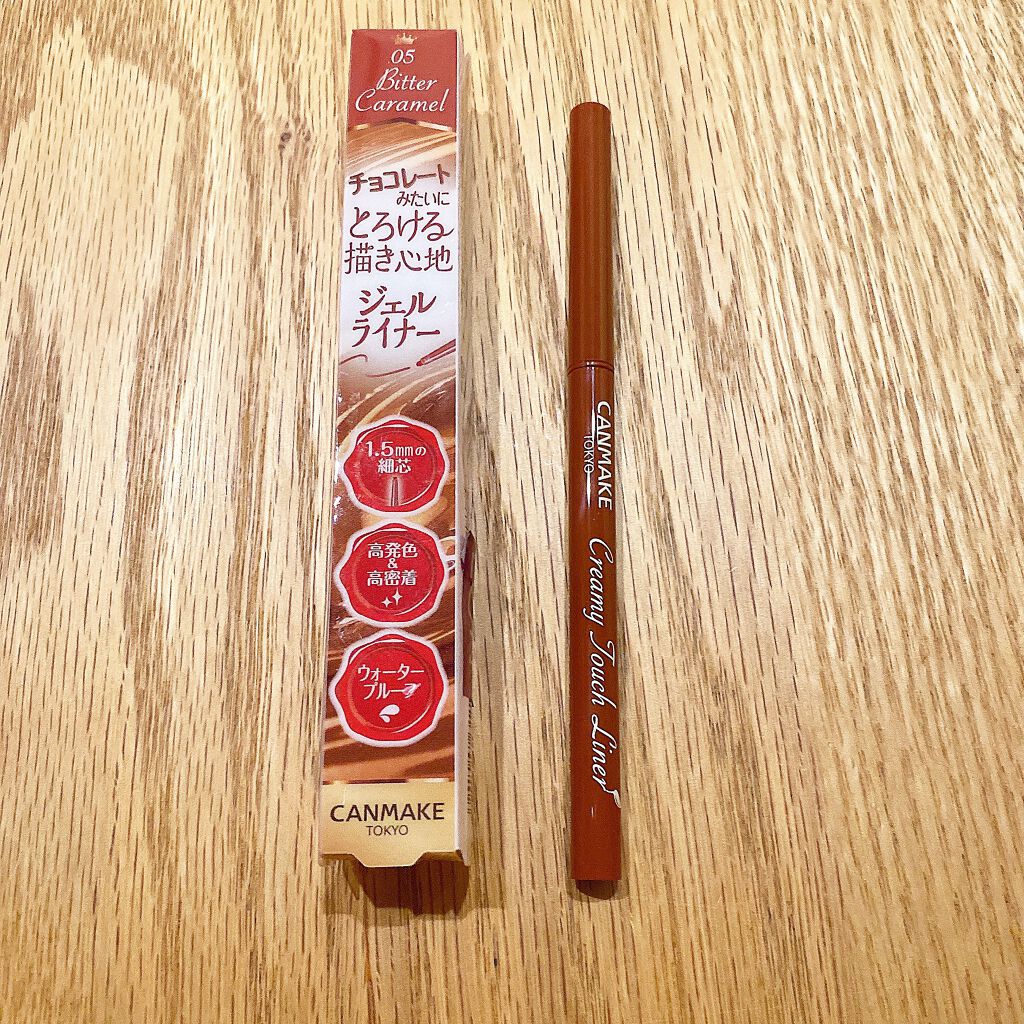 05
Bitter
Caramel
チョコレート
みたいに
とろける
描き心地
ジェル
ライナー
1.5mmの
細芯
高発色
&
高密着
ウォーター
プルーフ
CANMAKE
TOKYO
CANMAKE
TOKYO
Creamy Touch Liner